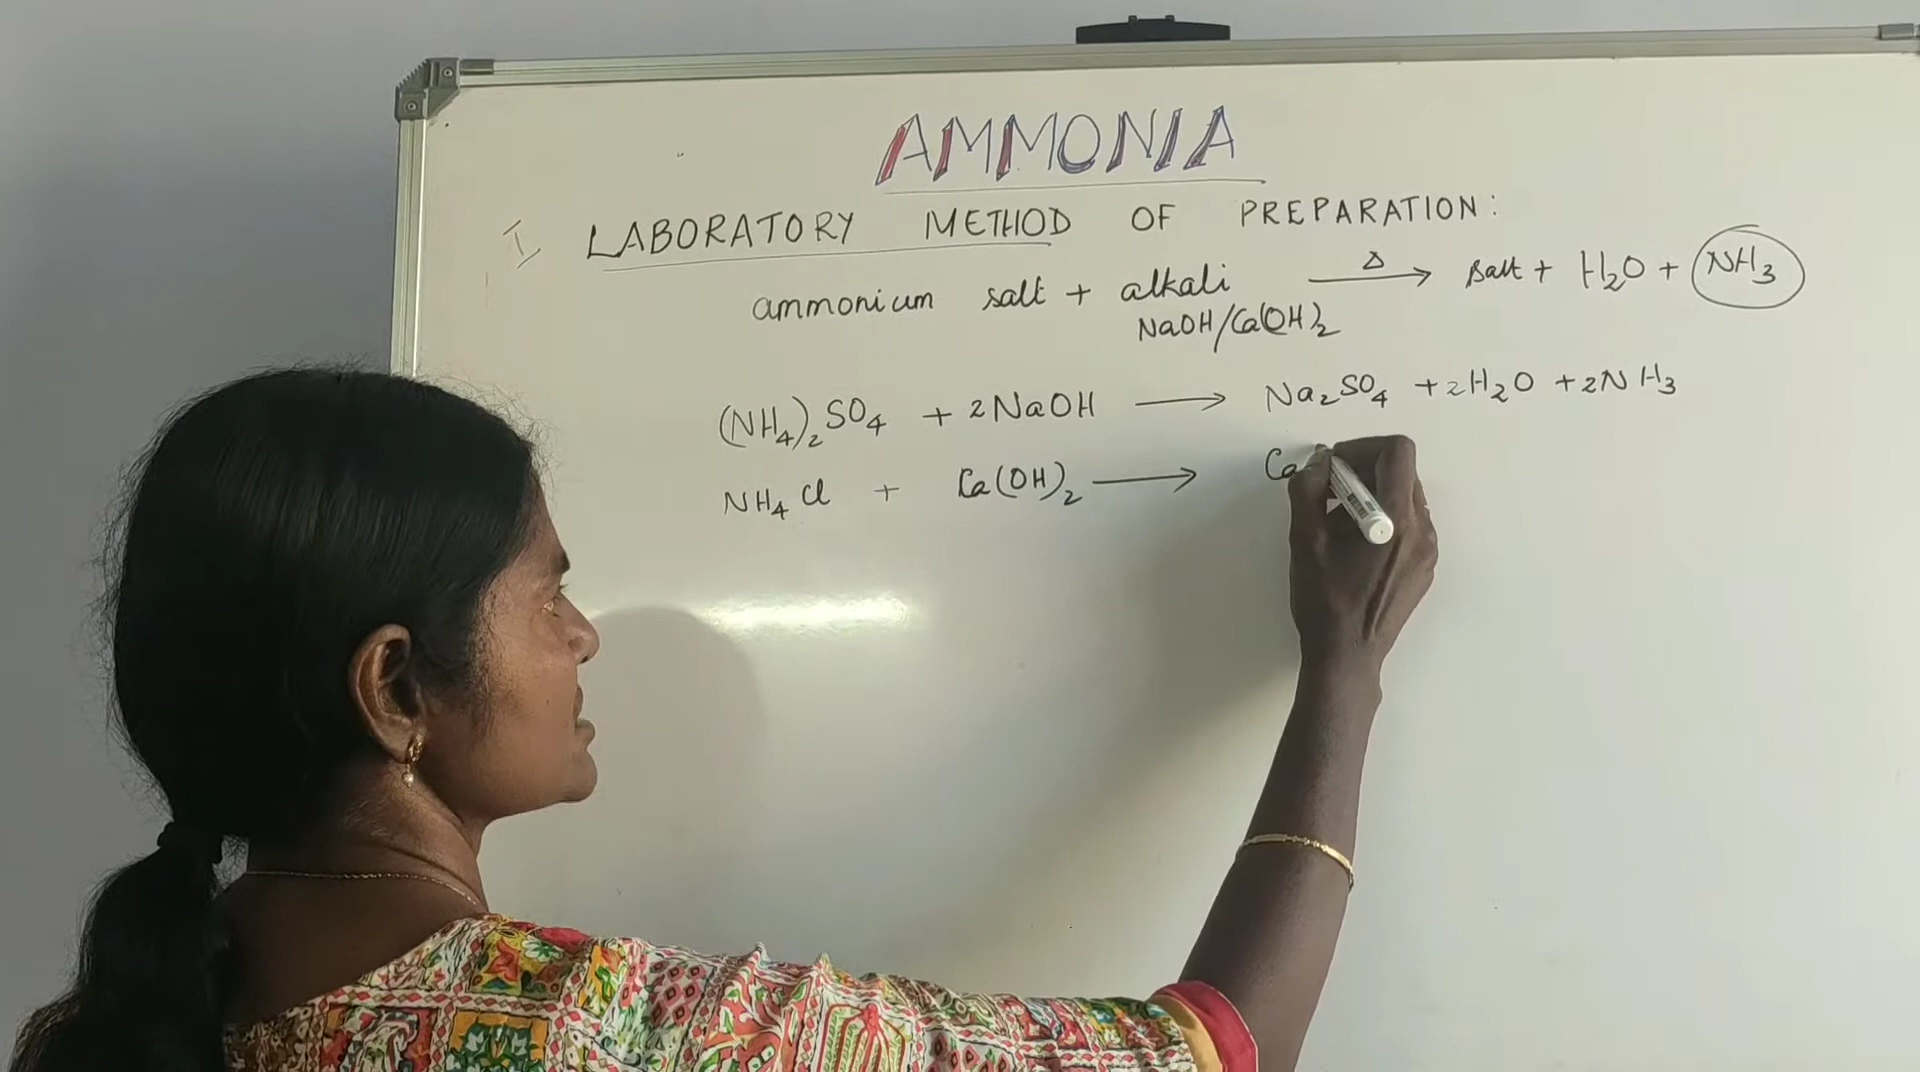 AMMONIA
I, LABORATORY METHOD OF PREPARATION:
ammonium salt + alkali —Δ→ salt + H₂O + NH₃
NaOH/Ca(OH)₂
(NH₄)₂SO₄ + 2NaOH ⟶ Na₂SO₄ + 2H₂O + 2NH₃
NH₄Cl + Ca(OH)₂ ⟶ Ca